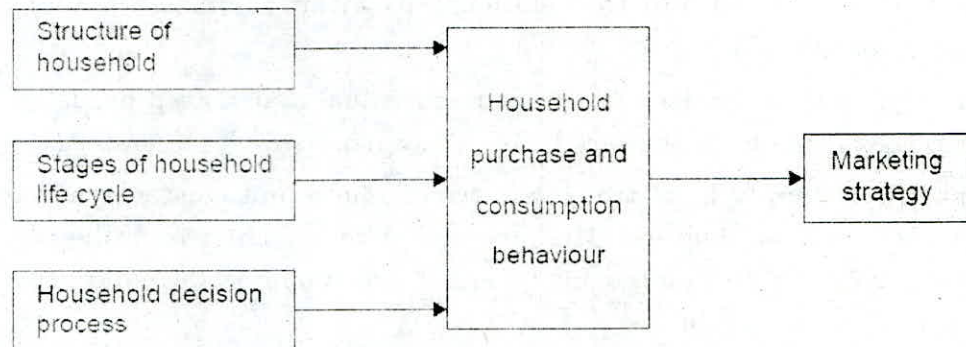 Structure of
household
Stages of household
life cycle
Household decision
process
Household
purchase and
consumption
behaviour
Marketing
strategy